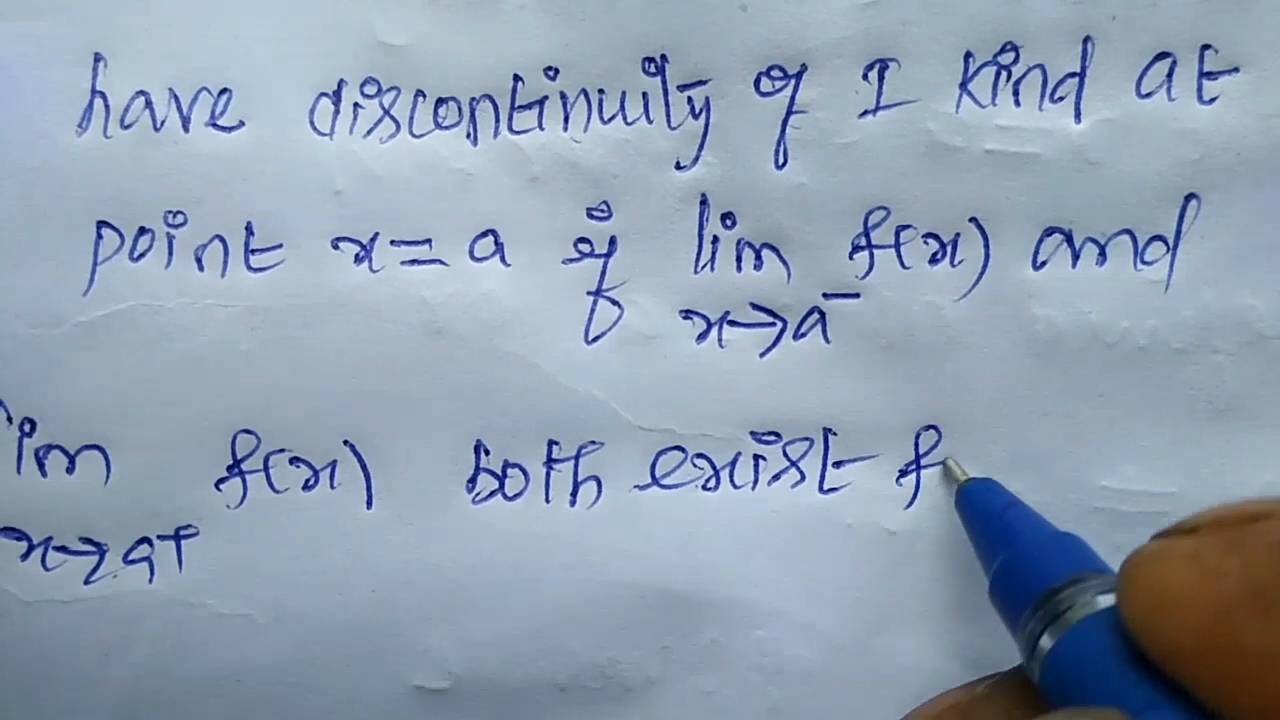 have discontinuity of I kind at
point x = a if lim f(x) and
x→a⁻
lim f(x) both exist f
x→a+